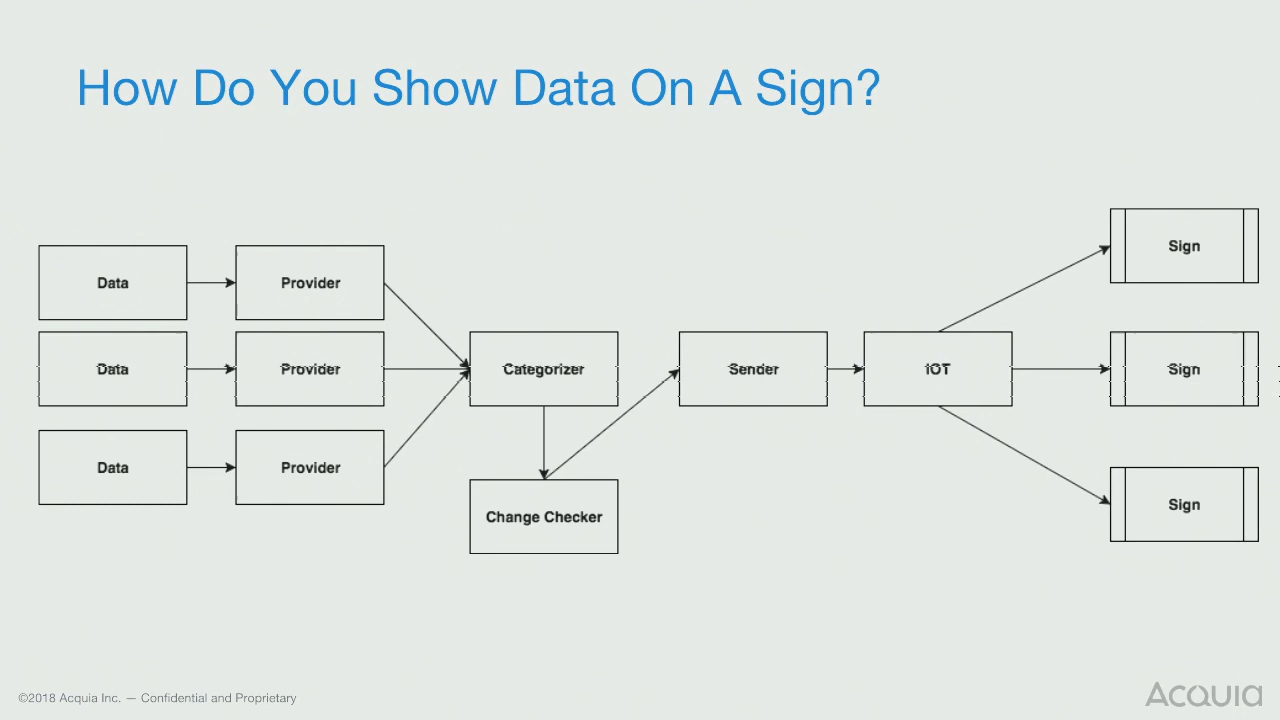 How Do You Show Data On A Sign?
Sign
Data
Provider
Data
Provider
Categorizer
Sender
IOT
Sign
Data
Provider
Change Checker
Sign
©2018 Acquia Inc. — Confidential and Proprietary
Acquia